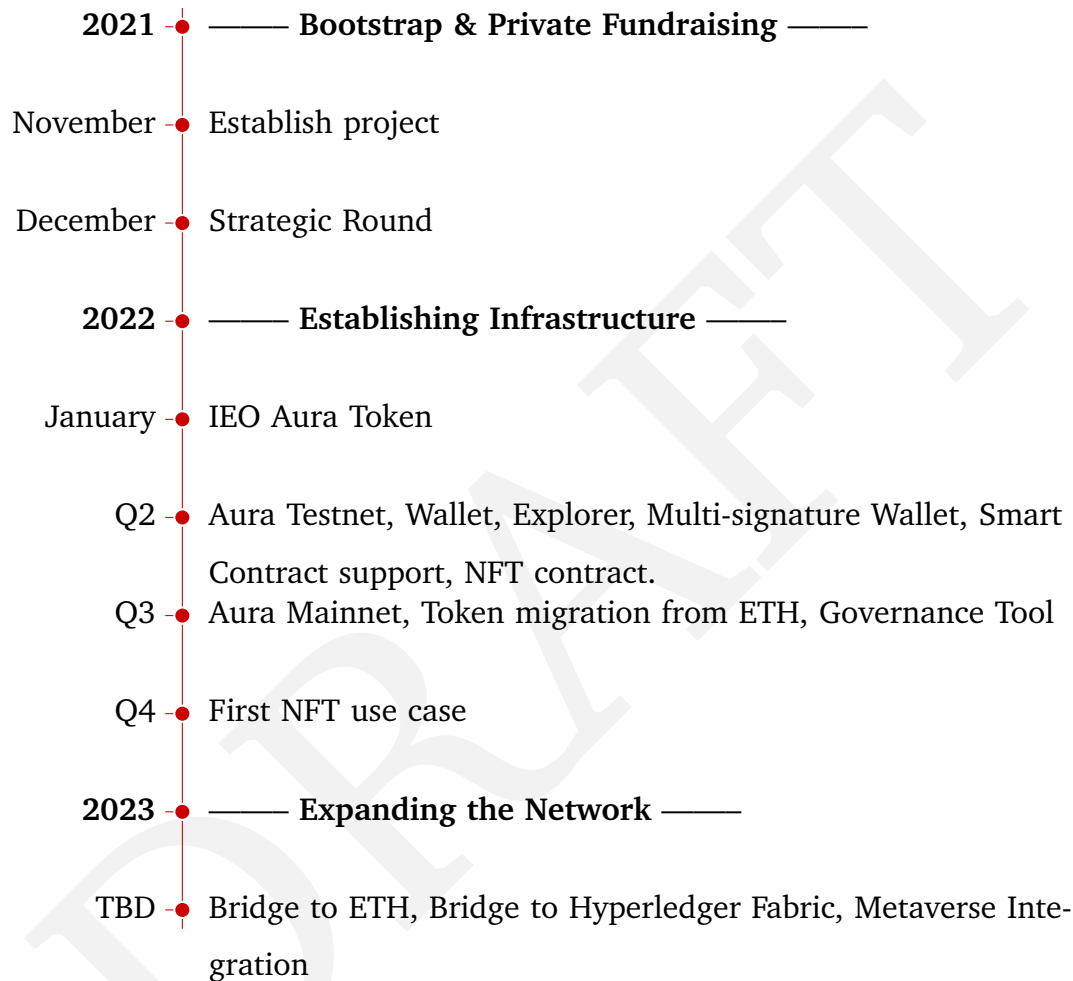 2021 ——— Bootstrap & Private Fundraising ———
November Establish project
December Strategic Round
2022 ——— Establishing Infrastructure ———
January IEO Aura Token
Q2 Aura Testnet, Wallet, Explorer, Multi-signature Wallet, Smart
Contract support, NFT contract.
Q3 Aura Mainnet, Token migration from ETH, Governance Tool
Q4 First NFT use case
2023 ——— Expanding the Network ———
TBD Bridge to ETH, Bridge to Hyperledger Fabric, Metaverse Inte-
gration
DRAFT